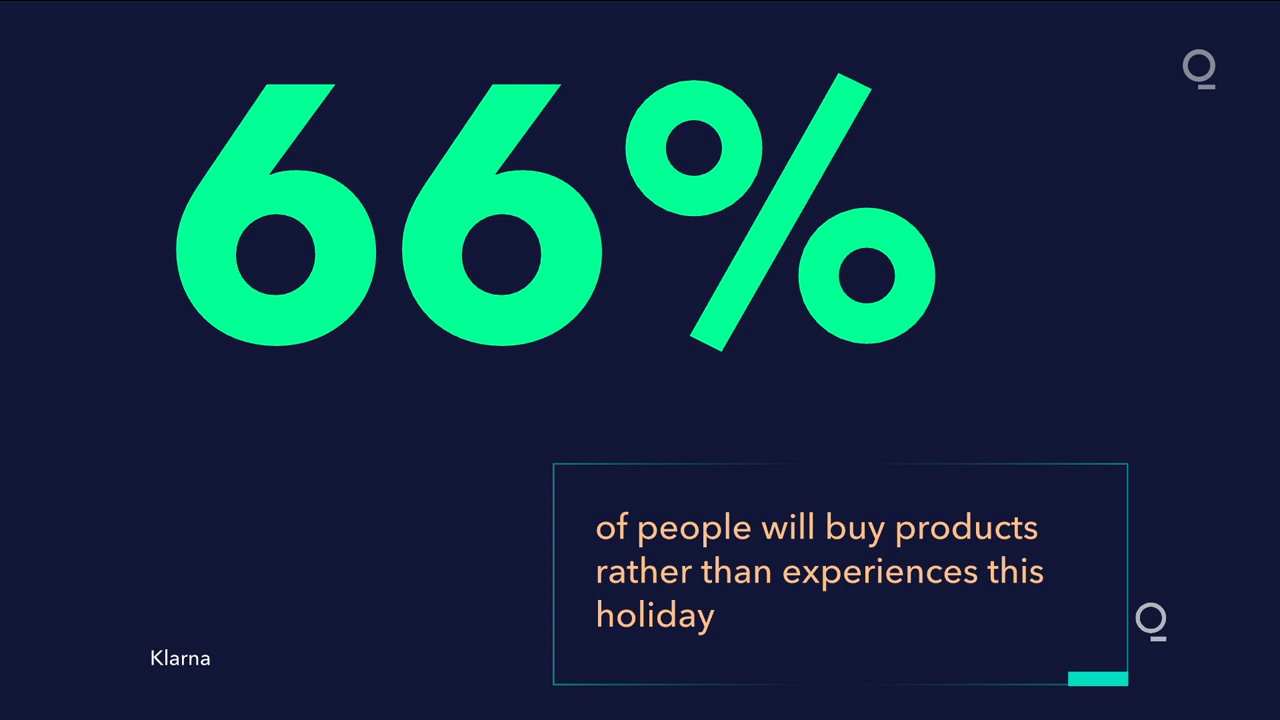 66%
of people will buy products
rather than experiences this
holiday
Klarna